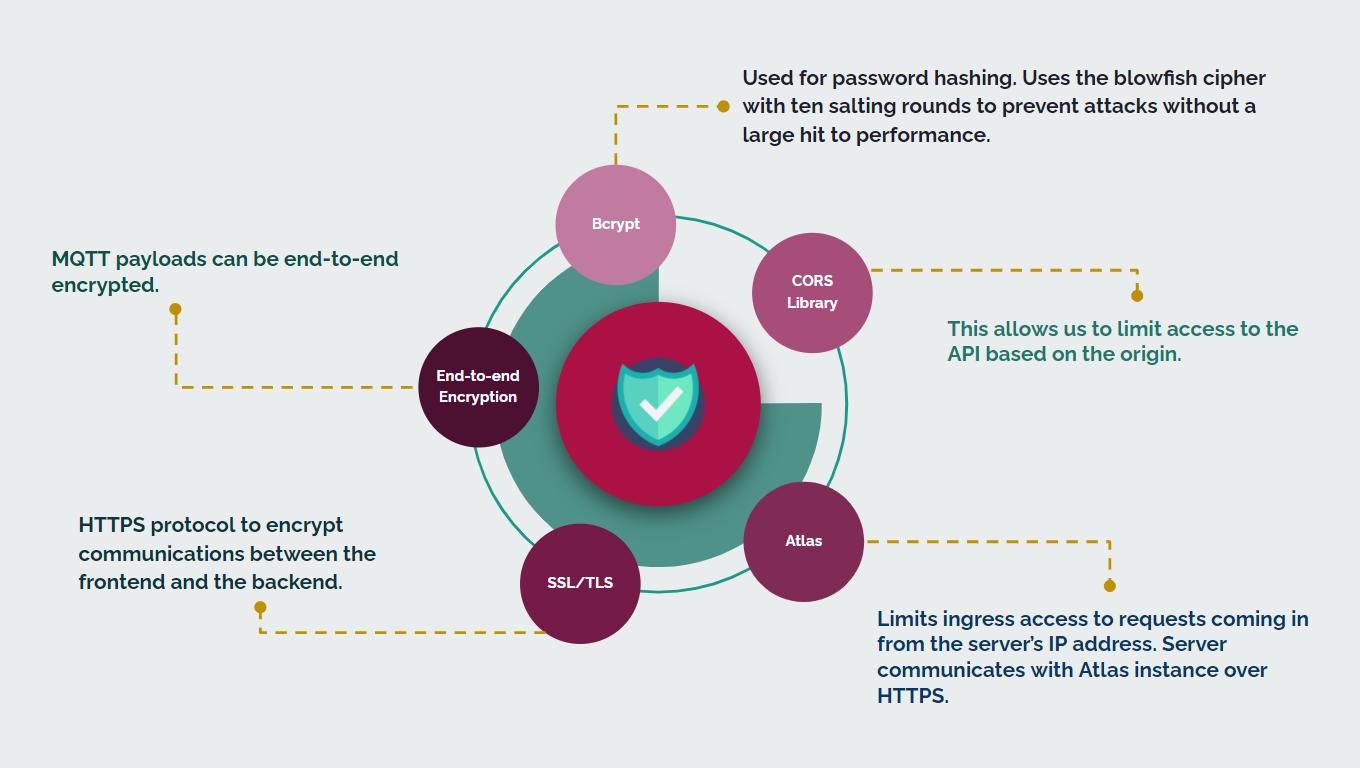 Used for password hashing. Uses the blowfish cipher
with ten salting rounds to prevent attacks without a
large hit to performance.
Bcrypt
MQTT payloads can be end-to-end
encrypted.
CORS
Library
This allows us to limit access to the
API based on the origin.
End-to-end
Encryption
HTTPS protocol to encrypt
communications between the
frontend and the backend.
Atlas
SSL/TLS
Limits ingress access to requests coming in
from the server’s IP address. Server
communicates with Atlas instance over
HTTPS.